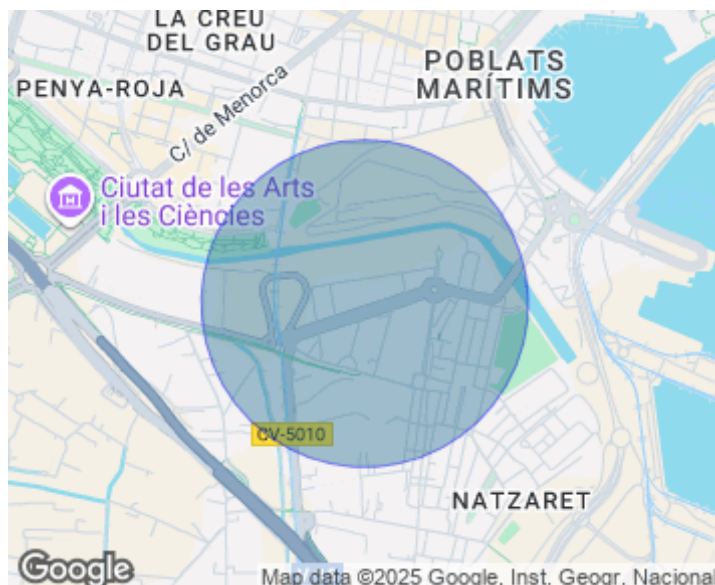 LA CREU
DEL GRAU
POBLATS
MARÍTIMS
PENYA-ROJA
C/ de Menorca
Ciutat de les Arts
i les Ciències
CV-5010
NATZARET
Google
Map data ©2025 Google, Inst. Geogr. Nacional